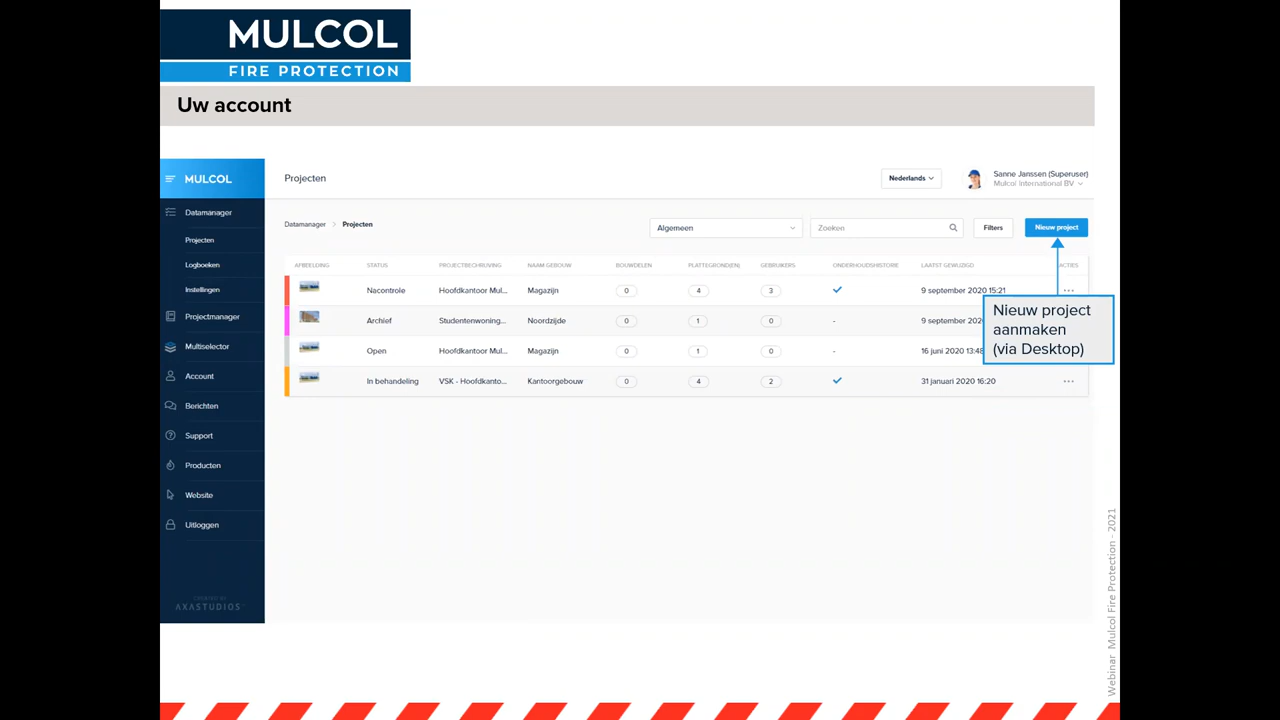 MULCOL
FIRE PROTECTION
Uw account
MULCOL
Datamanager
Projecten
Logboeken
Instellingen
Projectmanager
Multiselector
Account
Berichten
Support
Producten
Website
Uitloggen
CREATED BY
AXASTUDIOS
Projecten
Nederlands
Sanne Janssen (Superuser)
Mulcol International BV
Datamanager > Projecten
Algemeen
Zoeken
Filters
Nieuw project
AFBEELDING STATUS PROJECTBECHRIJVING NAAM GEBOUW BOUWDELEN PLATTEGROND(EN) GEBRUIKERS ONDERHOUDSHISTORIE LAATST GEWIJZIGD ACTIES
Nacontrole Hoofdkantoor Mul... Magazijn 0 4 3 9 september 2020 15:21 ...
Archief Studentenwoning... Noordzijde 0 1 0 - 9 september 202
Open Hoofdkantoor Mul... Magazijn 0 1 0 - 16 juni 2020 13:48
In behandeling VSK - Hoofdkanto... Kantoorgebouw 0 4 2 31 januari 2020 16:20 ...
Nieuw project
aanmaken
(via Desktop)
Webinar Mulcol Fire Protection - 2021